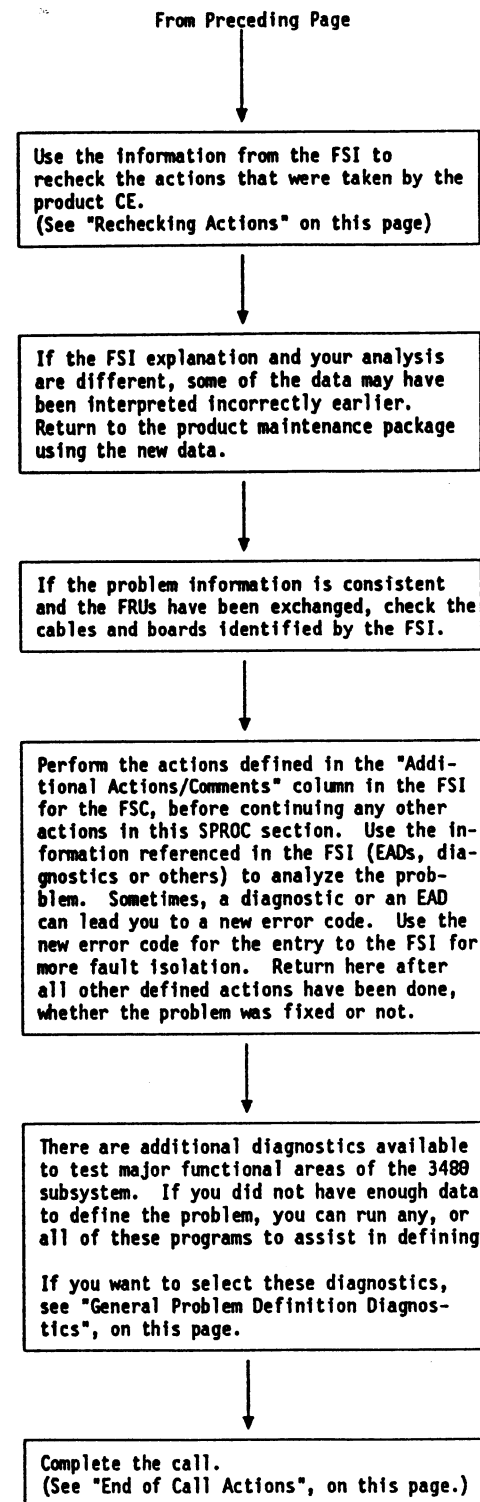 From Preceding Page
Use the information from the FSI to
recheck the actions that were taken by the
product CE.
(See "Rechecking Actions" on this page)
If the FSI explanation and your analysis
are different, some of the data may have
been interpreted incorrectly earlier.
Return to the product maintenance package
using the new data.
If the problem information is consistent
and the FRUs have been exchanged, check the
cables and boards identified by the FSI.
Perform the actions defined in the "Addi-
tional Actions/Comments" column in the FSI
for the FSC, before continuing any other
actions in this SPROC section. Use the in-
formation referenced in the FSI (EADs, dia-
gnostics or others) to analyze the prob-
blem. Sometimes, a diagnostic or an EAD
can lead you to a new error code. Use the
new error code for the entry to the FSI for
more fault isolation. Return here after
all other defined actions have been done,
whether the problem was fixed or not.
There are additional diagnostics available
to test major functional areas of the 3480
subsystem. If you did not have enough data
to define the problem, you can run any, or
all of these programs to assist in defining
If you want to select these diagnostics,
see "General Problem Definition Diagnos-
tics", on this page.
Complete the call.
(See "End of Call Actions", on this page.)